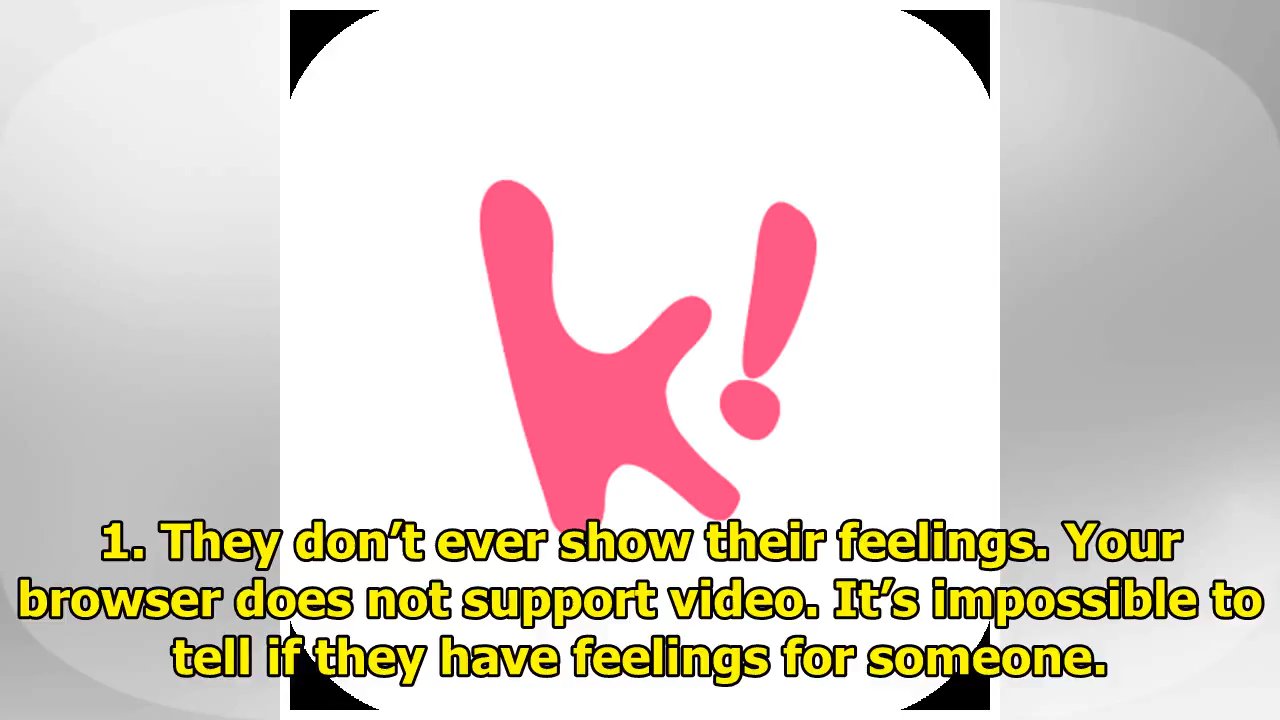 k!
1. They don’t ever show their feelings. Your
browser does not support video. It’s impossible to
tell if they have feelings for someone.